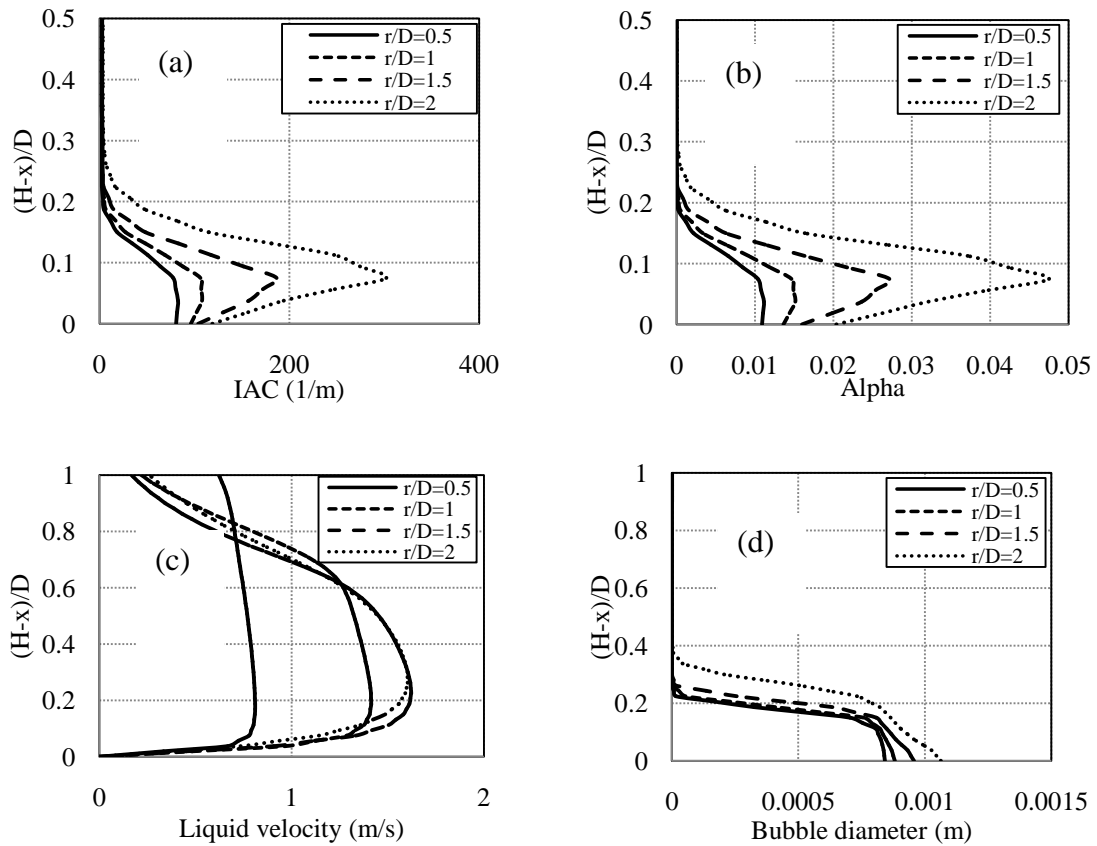 0.5
0.4
0.3
0.2
0.1
0
(H-x)/D
(a)
r/D=0.5
r/D=1
r/D=1.5
r/D=2
0
200
400
IAC (1/m)
0.5
0.4
0.3
0.2
0.1
0
(H-x)/D
(b)
r/D=0.5
r/D=1
r/D=1.5
r/D=2
0
0.01
0.02
0.03
0.04
0.05
Alpha
1
0.8
0.6
0.4
0.2
0
(H-x)/D
(c)
r/D=0.5
r/D=1
r/D=1.5
r/D=2
0
1
2
Liquid velocity (m/s)
1
0.8
0.6
0.4
0.2
0
(H-x)/D
(d)
r/D=0.5
r/D=1
r/D=1.5
r/D=2
0
0.0005
0.001
0.0015
Bubble diameter (m)